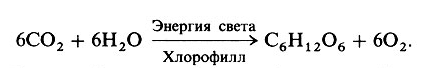 Энергия света
6CO₂ + 6H₂O ⟶ C₆H₁₂O₆ + 6O₂.
Хлорофилл